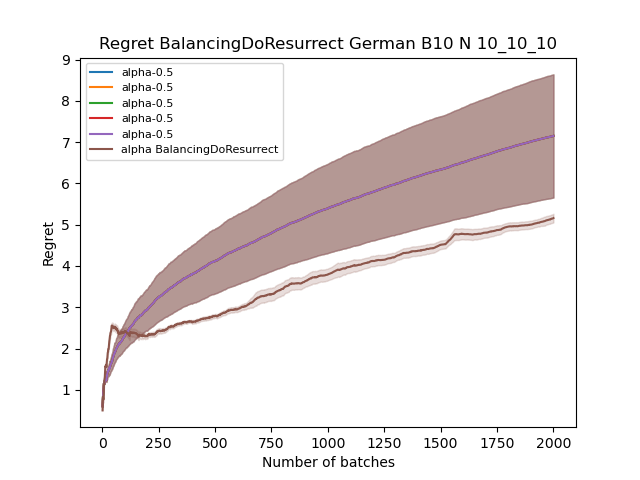 Regret BalancingDoResurrect German B10 N 10_10_10
alpha-0.5
alpha-0.5
alpha-0.5
alpha-0.5
alpha-0.5
alpha BalancingDoResurrect
9
8
7
6
5
4
3
2
1
Regret
0 250 500 750 1000 1250 1500 1750 2000
Number of batches